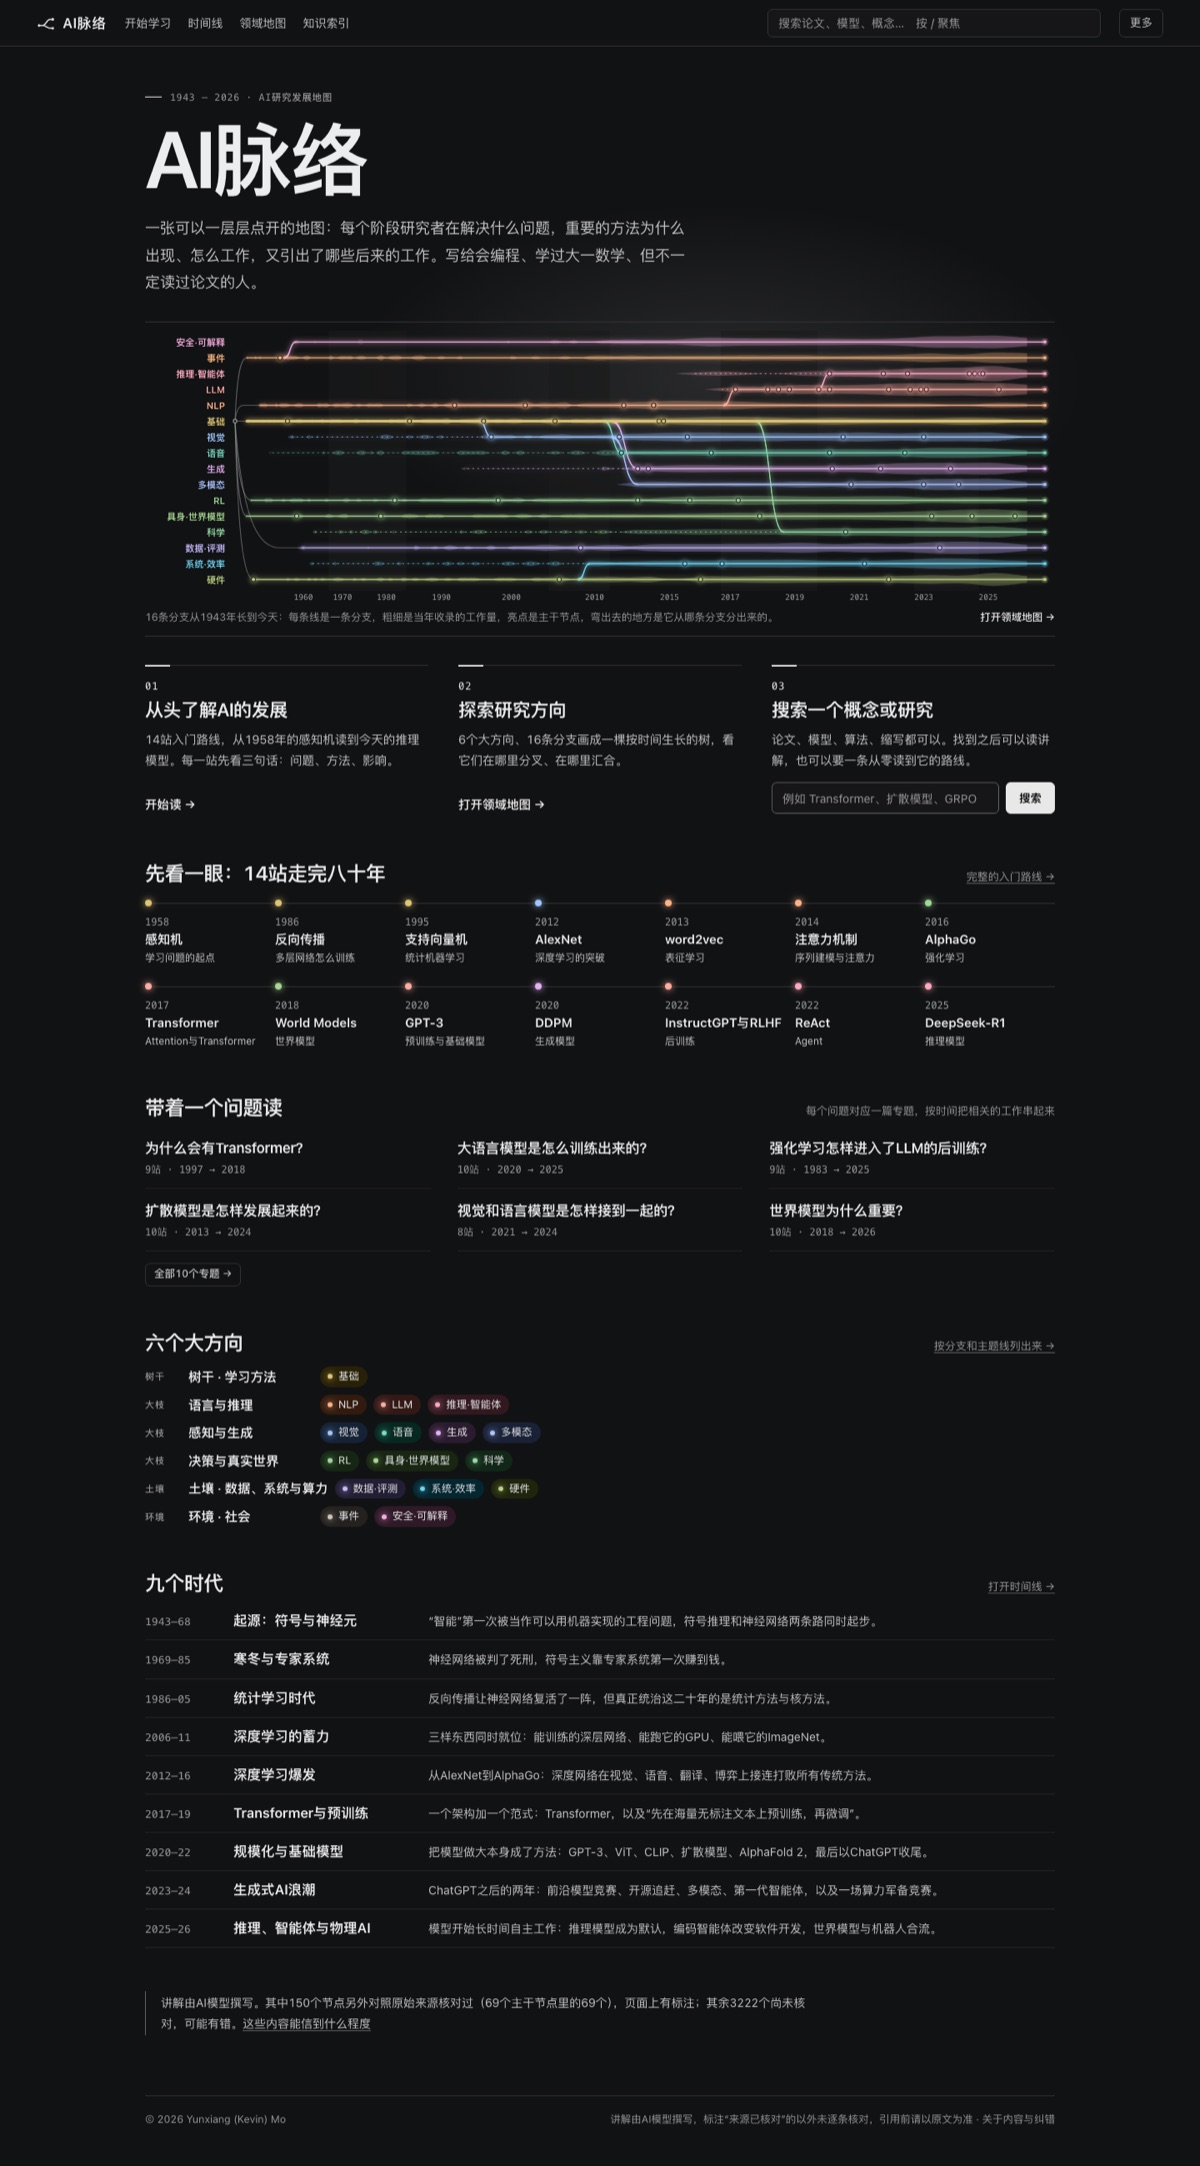 AI脉络 开始学习 时间线 领域地图 知识索引 搜索论文、模型、概念... 按 / 聚焦 更多
1943 — 2026 · AI研究发展地图
AI脉络
一张可以一层层点开的地图：每个阶段研究者在解决什么问题，重要的方法为什么
出现、怎么工作，又引出了哪些后来的工作。写给会编程、学过大一数学、但不一
定读过论文的人。
安全·可解释
事件
推理·智能体
LLM
NLP
基础
视觉
语音
生成
多模态
RL
具身·世界模型
科学
数据·评测
系统·效率
硬件
1960 1970 1980 1990 2000 2010 2015 2017 2019 2021 2023 2025
16条分支从1943年长到今天：每条线是一条分支，粗细是当年收录的工作量，亮点是主干节点，弯出去的地方是它从哪条分支分出来的。 打开领域地图 →
01
从头了解AI的发展
14站入门路线，从1958年的感知机读到今天的推理
模型。每一站先看三句话：问题、方法、影响。
开始读 →
02
探索研究方向
6个大方向、16条分支画成一棵按时间生长的树，看
它们在哪里分叉、在哪里汇合。
打开领域地图 →
03
搜索一个概念或研究
论文、模型、算法、缩写都可以。找到之后可以读讲
解，也可以要一条从零读到它的路线。
例如 Transformer、扩散模型、GRPO 搜索
先看一眼：14站走完八十年 完整的入门路线 →
1958 1986 1995 2012 2013 2014 2016
感知机 反向传播 支持向量机 AlexNet word2vec 注意力机制 AlphaGo
学习问题的起点 多层网络怎么训练 统计机器学习 深度学习的突破 表征学习 序列建模与注意力 强化学习
2017 2018 2020 2020 2022 2022 2025
Transformer World Models GPT-3 DDPM InstructGPT与RLHF ReAct DeepSeek-R1
Attention与Transformer 世界模型 预训练与基础模型 生成模型 后训练 Agent 推理模型
带着一个问题读 每个问题对应一篇专题，按时间把相关的工作串起来
为什么会有Transformer? 大语言模型是怎么训练出来的? 强化学习怎样进入了LLM的后训练?
9站 · 1997 → 2018 10站 · 2020 → 2025 9站 · 1983 → 2025
扩散模型是怎样发展起来的? 视觉和语言模型是怎样接到一起的? 世界模型为什么重要?
10站 · 2013 → 2024 8站 · 2021 → 2024 10站 · 2018 → 2026
全部10个专题 →
六个大方向 按分支和主题线列出来 →
树干 树干 · 学习方法 基础
大枝 语言与推理 NLP LLM 推理·智能体
大枝 感知与生成 视觉 语音 生成 多模态
大枝 决策与真实世界 RL 具身·世界模型 科学
土壤 土壤 · 数据、系统与算力 数据·评测 系统·效率 硬件
环境 环境 · 社会 事件 安全·可解释
九个时代 打开时间线 →
1943—68 起源：符号与神经元 “智能”第一次被当作可以用机器实现的工程问题，符号推理和神经网络两条路同时起步。
1969—85 寒冬与专家系统 神经网络被判了死刑，符号主义靠专家系统第一次赚到钱。
1986—05 统计学习时代 反向传播让神经网络复活了一阵，但真正统治这二十年的是统计方法与核方法。
2006—11 深度学习的蓄力 三样东西同时就位：能训练的深层网络、能跑它的GPU、能喂它的ImageNet。
2012—16 深度学习爆发 从AlexNet到AlphaGo：深度网络在视觉、语音、翻译、博弈上接连打败所有传统方法。
2017—19 Transformer与预训练 一个架构加一个范式：Transformer，以及“先在海量无标注文本上预训练，再微调”。
2020—22 规模化与基础模型 把模型做大本身成了方法：GPT-3、ViT、CLIP、扩散模型、AlphaFold 2，最后以ChatGPT收尾。
2023—24 生成式AI浪潮 ChatGPT之后的两年：前沿模型竞赛、开源追赶、多模态、第一代智能体，以及一场算力军备竞赛。
2025—26 推理、智能体与物理AI 模型开始长时间自主工作：推理模型成为默认，编码智能体改变软件开发，世界模型与机器人合流。
讲解由AI模型撰写。其中150个节点另外对照原始来源核对过（69个主干节点里的69个），页面上有标注；其余3222个尚未核
对，可能有错。这些内容能信到什么程度
© 2026 Yunxiang (Kevin) Mo 讲解由AI模型撰写，标注“来源已核对”的以外未逐条核对，引用前请以原文为准 · 关于内容与纠错